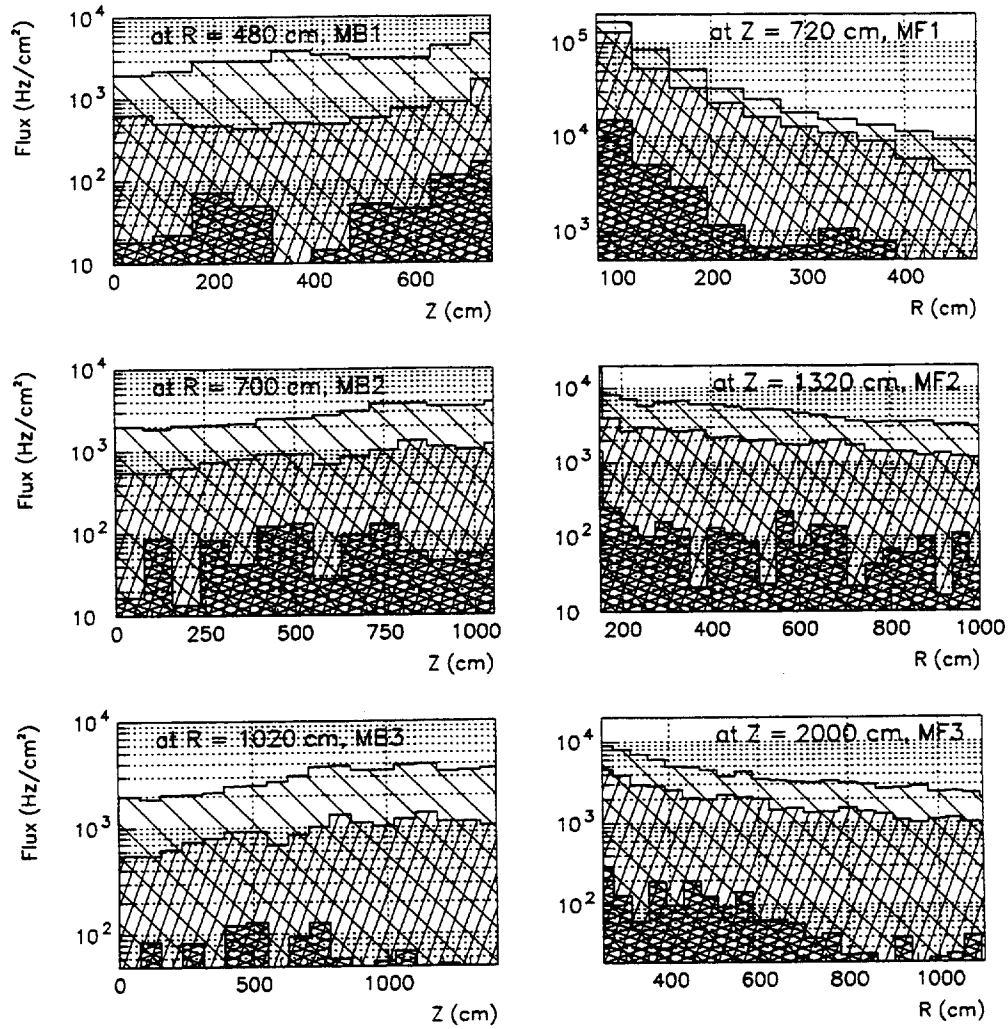 Flux (Hz/cm²)
10⁴
10³
10²
10
at R = 480 cm, MB1
0 200 400 600
Z (cm)
10⁵
10⁴
10³
at Z = 720 cm, MF1
100 200 300 400
R (cm)
Flux (Hz/cm²)
10⁴
10³
10²
10
at R = 700 cm, MB2
0 250 500 750 1000
Z (cm)
10⁴
10³
10²
10
at Z = 1320 cm, MF2
200 400 600 800 1000
R (cm)
Flux (Hz/cm²)
10⁴
10³
10²
at R = 1020 cm, MB3
0 500 1000
Z (cm)
10⁴
10³
10²
at Z = 2000 cm, MF3
400 600 800 1000
R (cm)